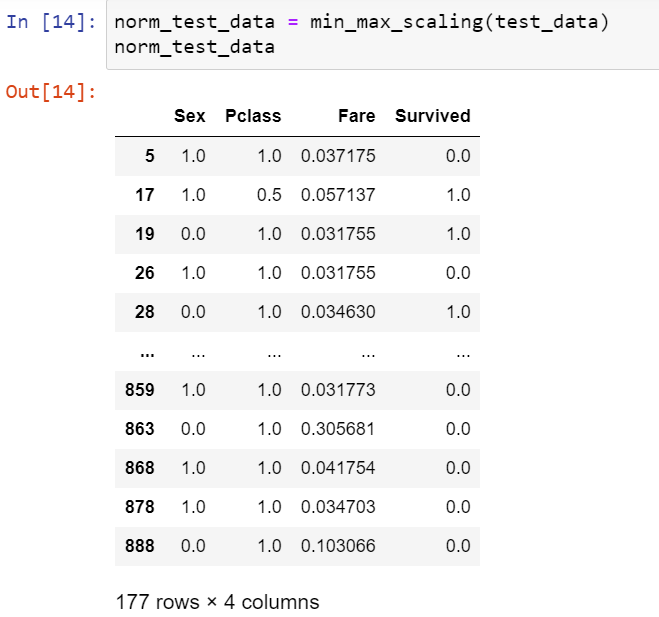 In [14]: norm_test_data = min_max_scaling(test_data)
norm_test_data
Out[14]:
Sex Pclass Fare Survived
5 1.0 1.0 0.037175 0.0
17 1.0 0.5 0.057137 1.0
19 0.0 1.0 0.031755 1.0
26 1.0 1.0 0.031755 0.0
28 0.0 1.0 0.034630 1.0
... ... ... ... ...
859 1.0 1.0 0.031773 0.0
863 0.0 1.0 0.305681 0.0
868 1.0 1.0 0.041754 0.0
878 1.0 1.0 0.034703 0.0
888 0.0 1.0 0.103066 0.0
177 rows × 4 columns